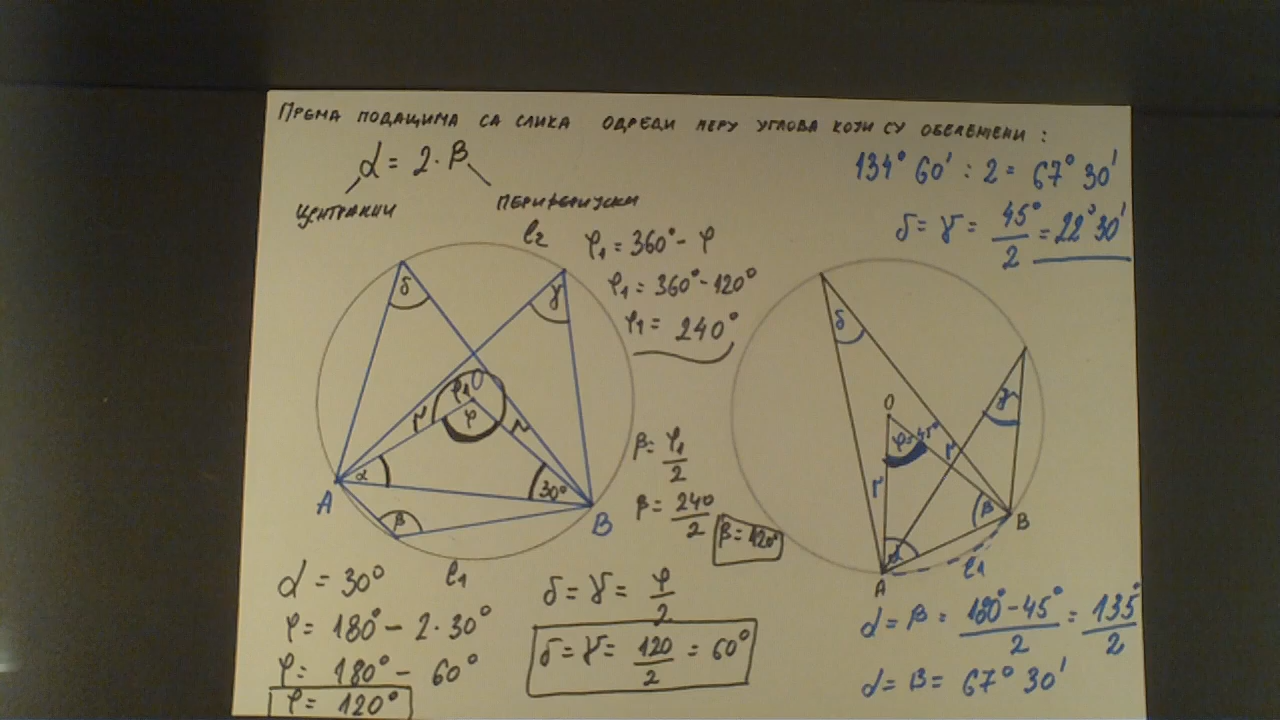 ПРЕМА ПОДАЦИМА СА СЛИКА ОДРЕДИ МЕРУ УГЛОВА КОЈИ СУ ОБЕЛЕЖЕНИ :
α = 2 · β
ЦЕНТРАЛНИ
ПЕРИФЕРИЈСКИ
134° 60' : 2 = 67° 30'
δ = γ = 45°/2 = 22° 30'
l2
φ1 = 360° - φ
φ1 = 360° - 120°
φ1 = 240°
δ
γ
φ1
O
φ
r
r
α
30°
A
B
β
l1
β = φ1/2
β = 240/2
β = 120°
δ
γ
O
φ = 45°
r
r
β
B
α
A
l1
α = 30°
φ = 180° - 2 · 30°
φ = 180° - 60°
φ = 120°
δ = γ = φ/2
δ = γ = 120/2 = 60°
α = β = 180° - 45°/2 = 135°/2
α = β = 67° 30'